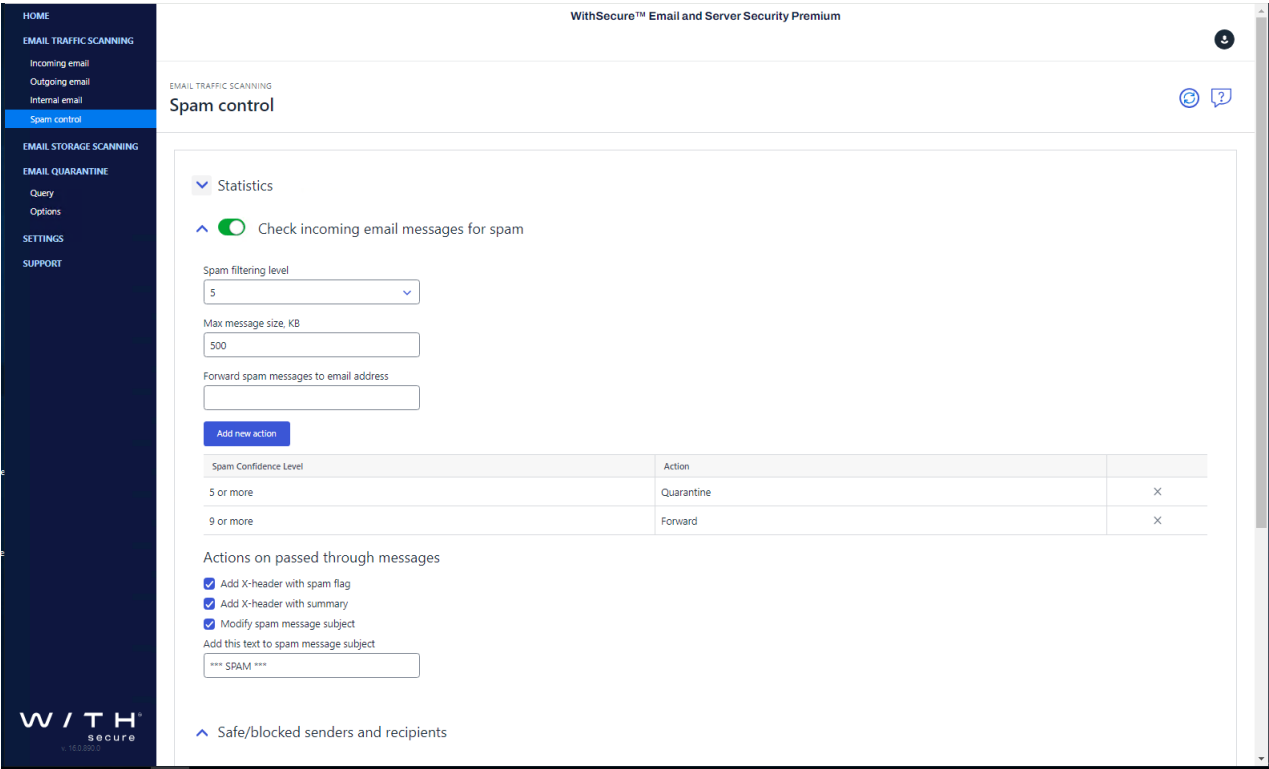 HOME
EMAIL TRAFFIC SCANNING
Incoming email
Outgoing email
Internal email
Spam control
EMAIL STORAGE SCANNING
EMAIL QUARANTINE
Query
Options
SETTINGS
SUPPORT
W / T H
secure
v. 16.0.890.0
WithSecure™ Email and Server Security Premium
EMAIL TRAFFIC SCANNING
Spam control
Statistics
Check incoming email messages for spam
Spam filtering level
5
Max message size, KB
500
Forward spam messages to email address
Add new action
Spam Confidence Level Action
5 or more Quarantine
9 or more Forward
Actions on passed through messages
Add X-header with spam flag
Add X-header with summary
Modify spam message subject
Add this text to spam message subject
*** SPAM ***
Safe/blocked senders and recipients